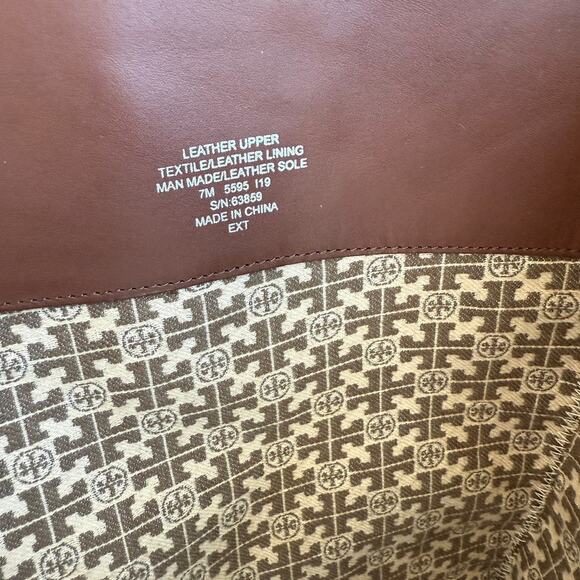 LEATHER UPPER
TEXTILE/LEATHER LINING
MAN MADE/LEATHER SOLE
7M 5595 I19
S/N:63859
MADE IN CHINA
EXT